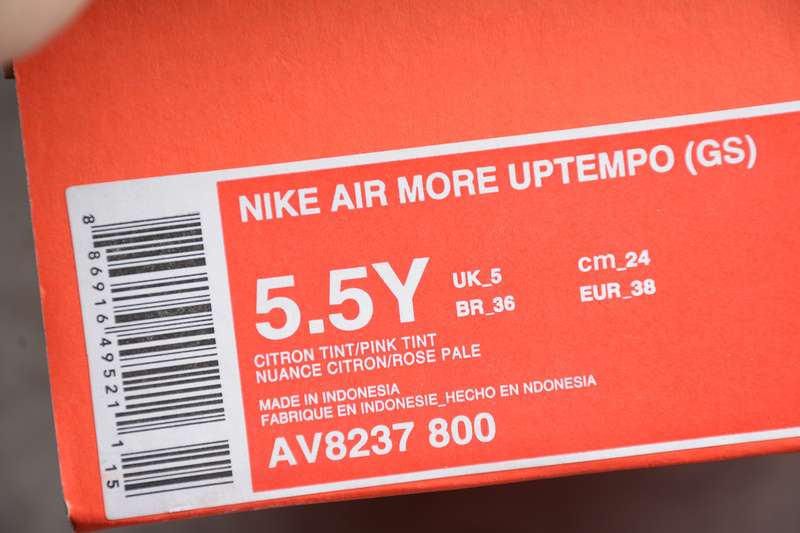 NIKE AIR MORE UPTEMPO (GS)
5.5Y
UK_5
cm_24
BR_36
EUR_38
CITRON TINT/PINK TINT
NUANCE CITRON/ROSE PALE
MADE IN INDONESIA
FABRIQUE EN INDONESIE_HECHO EN NDONESIA
AV8237 800
8 86916 49521 1 15